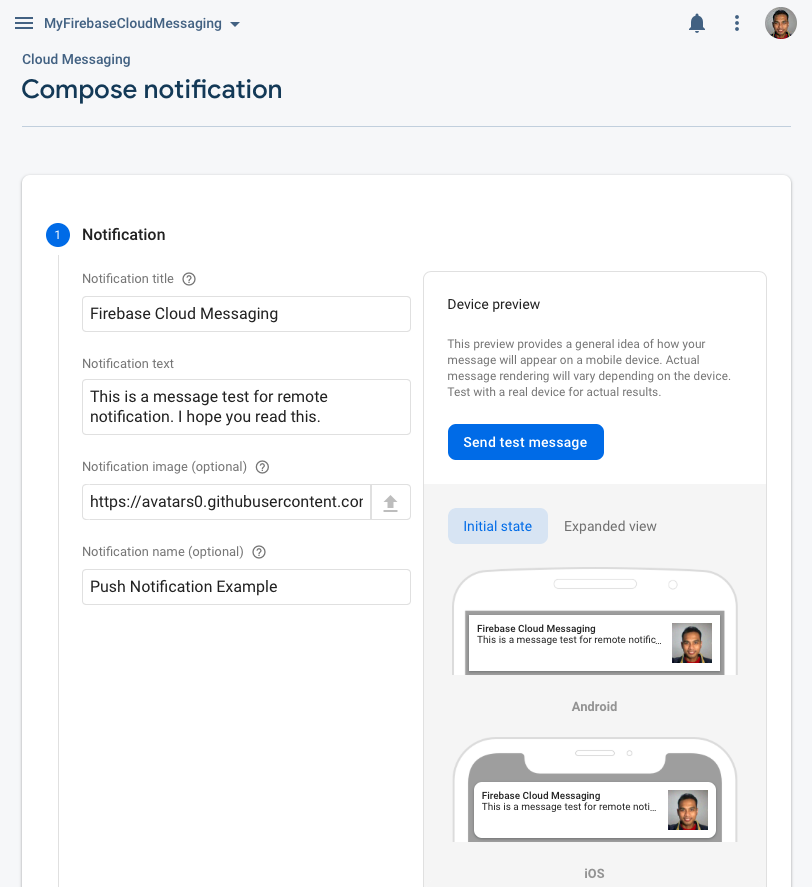 MyFirebaseCloudMessaging
Cloud Messaging
Compose notification
1
Notification
Notification title
Firebase Cloud Messaging
Notification text
This is a message test for remote
notification. I hope you read this.
Notification image (optional)
https://avatars0.githubusercontent.cor
Notification name (optional)
Push Notification Example
Device preview
This preview provides a general idea of how your
message will appear on a mobile device. Actual
message rendering will vary depending on the device.
Test with a real device for actual results.
Send test message
Initial state
Expanded view
Firebase Cloud Messaging
This is a message test for remote notific...
Android
Firebase Cloud Messaging
This is a message test for remote noti...
iOS